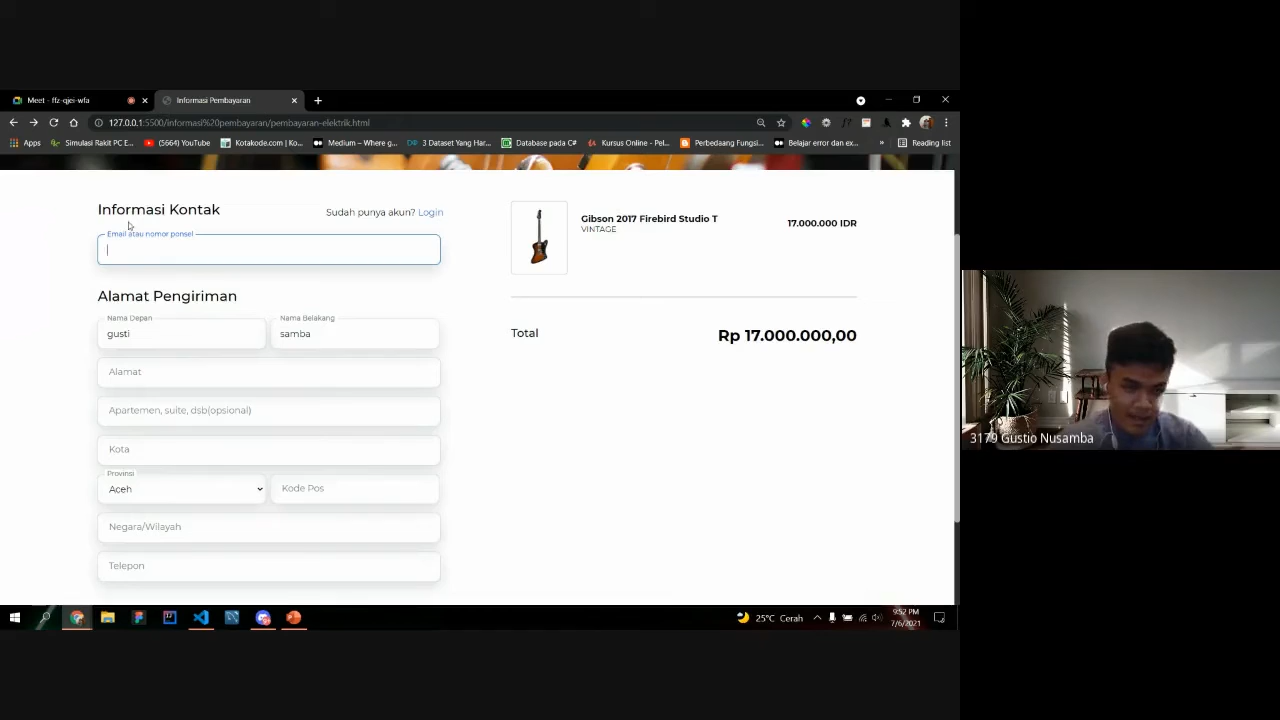 Meet - ffz-qjei-wfa
Informasi Pembayaran
127.0.0.1:5500/informasi%20pembayaran/pembayaran-elektrik.html
Apps
Simulasi Rakit PC E...
(5664) YouTube
Kotakode.com | Ko...
Medium – Where g...
3 Dataset Yang Har...
Database pada C#
Kursus Online - Pel...
Perbedaang Fungsi...
Belajar error dan ex...
»
Reading list
Informasi Kontak
Sudah punya akun? Login
Email atau nomor ponsel
Alamat Pengiriman
Nama Depan
gusti
Nama Belakang
samba
Alamat
Apartemen, suite, dsb(opsional)
Kota
Provinsi
Aceh
Kode Pos
Negara/Wilayah
Telepon
Gibson 2017 Firebird Studio T
VINTAGE
17.000.000 IDR
Total
Rp 17.000.000,00
3179 Gustio Nusamba
25°C Cerah
9:52 PM
7/6/2021